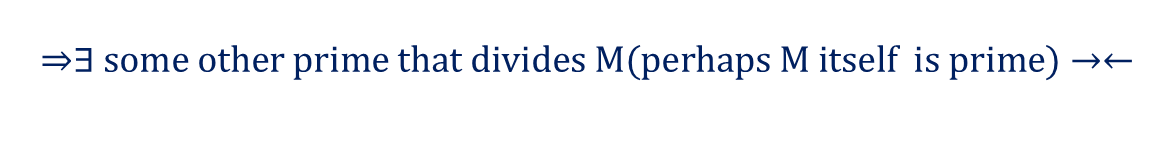 ⇒∃ some other prime that divides M(perhaps M itself is prime) →←